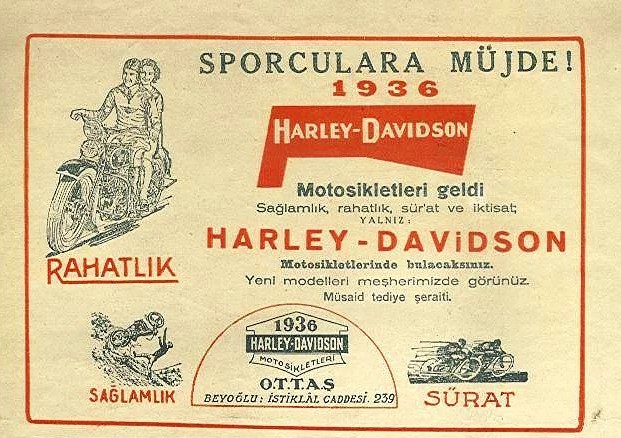 SPORCULARA MÜJDE!
1936
HARLEY-DAVIDSON
Motosikletleri geldi
Sağlamlık, rahatlık, sür'at ve iktisat;
YALNIZ:
HARLEY-DAViDSON
Motosikletlerinde bulacaksınız.
Yeni modelleri meşherimizde görünüz.
Müsaid tediye şeraiti.
RAHATLIK
SAĞLAMLIK
1936
HARLEY-DAVIDSON
MOTOSİKLETLERİ
O.T.T.A.Ş
BEYOĞLU: İSTİKLÂL CADDESİ. 239
SÜRAT